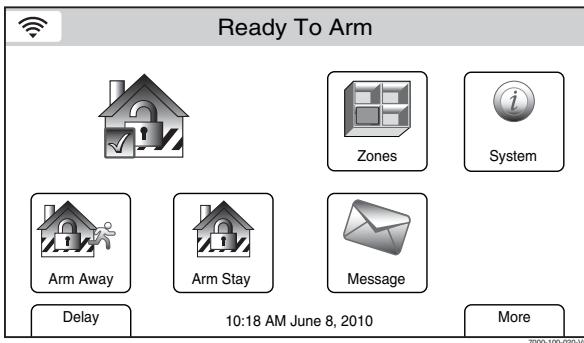 Ready To Arm
Zones
System
Arm Away
Arm Stay
Message
Delay
10:18 AM June 8, 2010
More